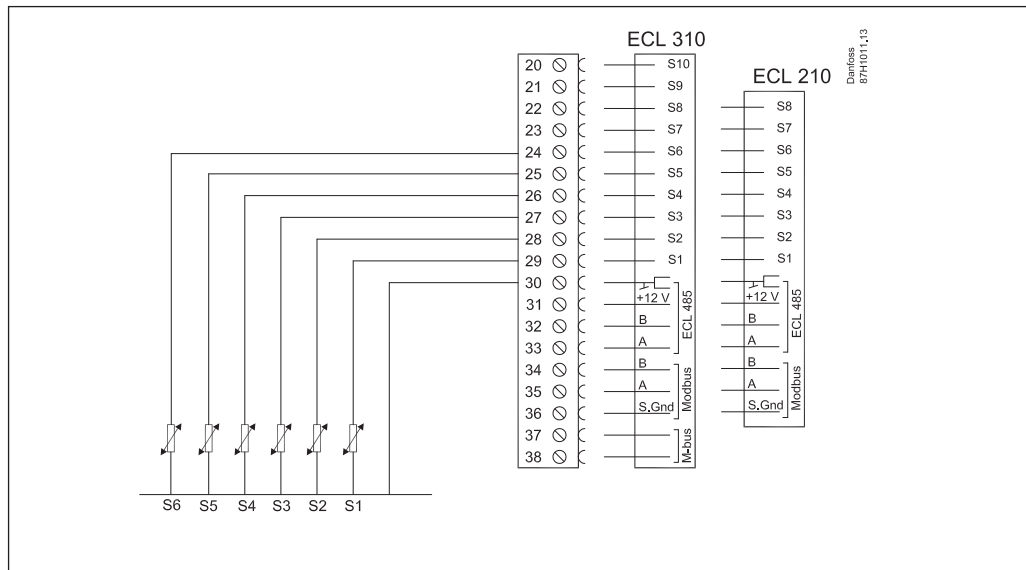 ECL 310
Danfoss
87H1011.13
ECL 210
20 S10
21 S9
22 S8 S8
23 S7 S7
24 S6 S6
25 S5 S5
26 S4 S4
27 S3 S3
28 S2 S2
29 S1 S1
30
31 +12 V +12 V
32 B B
33 A A
ECL 485 ECL 485
34 B B
35 A A
36 S.Gnd S.Gnd
Modbus Modbus
37
38
M-bus
S6 S5 S4 S3 S2 S1